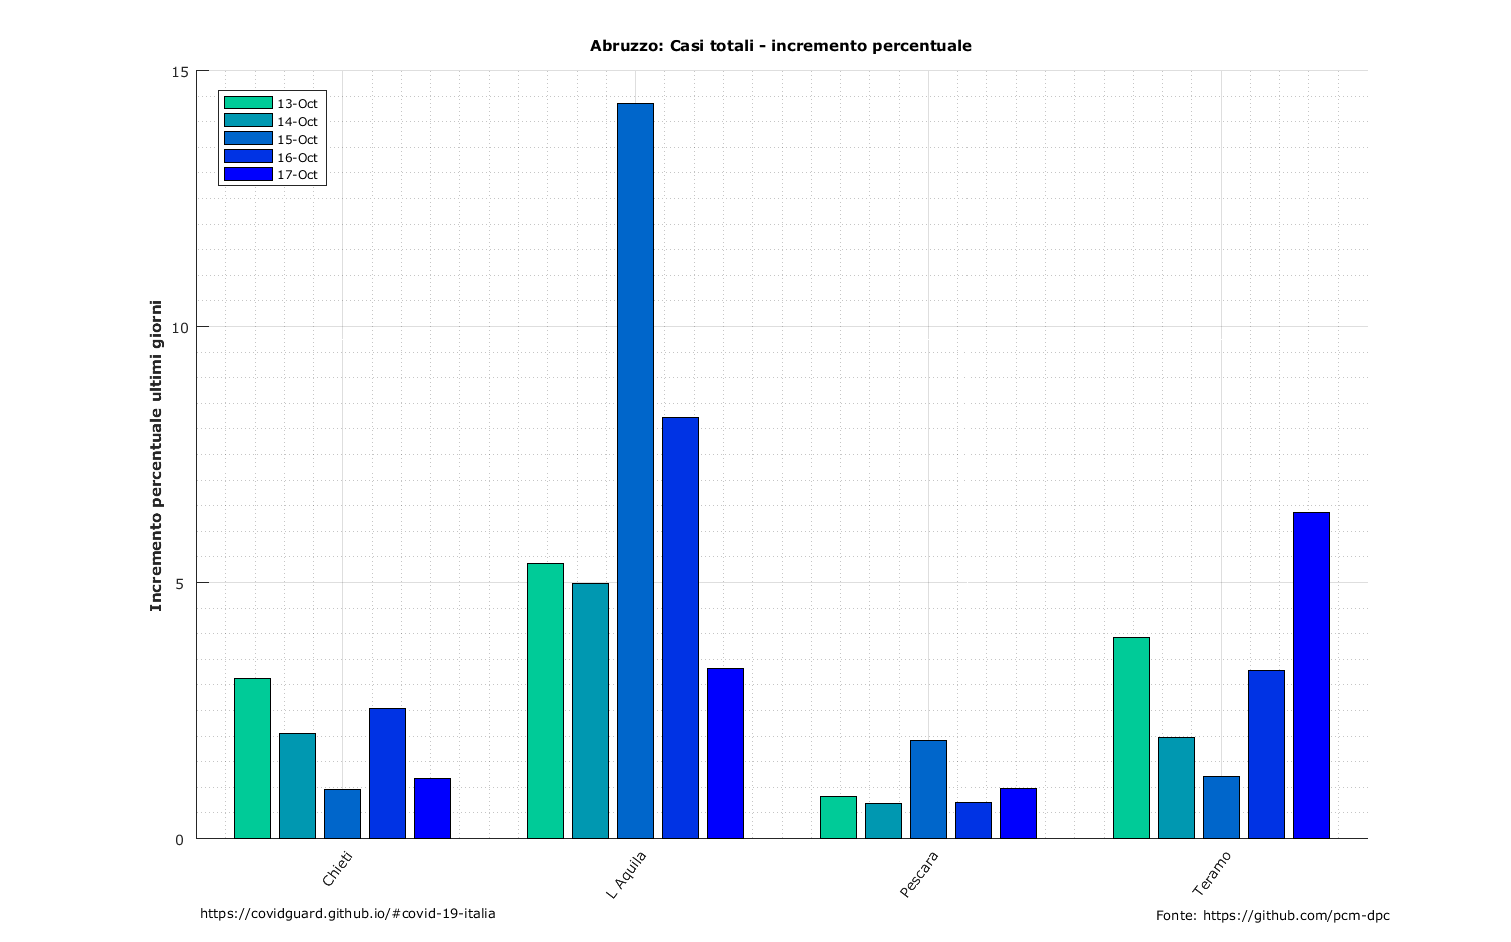 Abruzzo: Casi totali - incremento percentuale
15
13-Oct
14-Oct
15-Oct
16-Oct
17-Oct
10
5
0
Incremento percentuale ultimi giorni
Chieti
L Aquila
Pescara
Teramo
https://covidguard.github.io/#covid-19-italia
Fonte: https://github.com/pcm-dpc